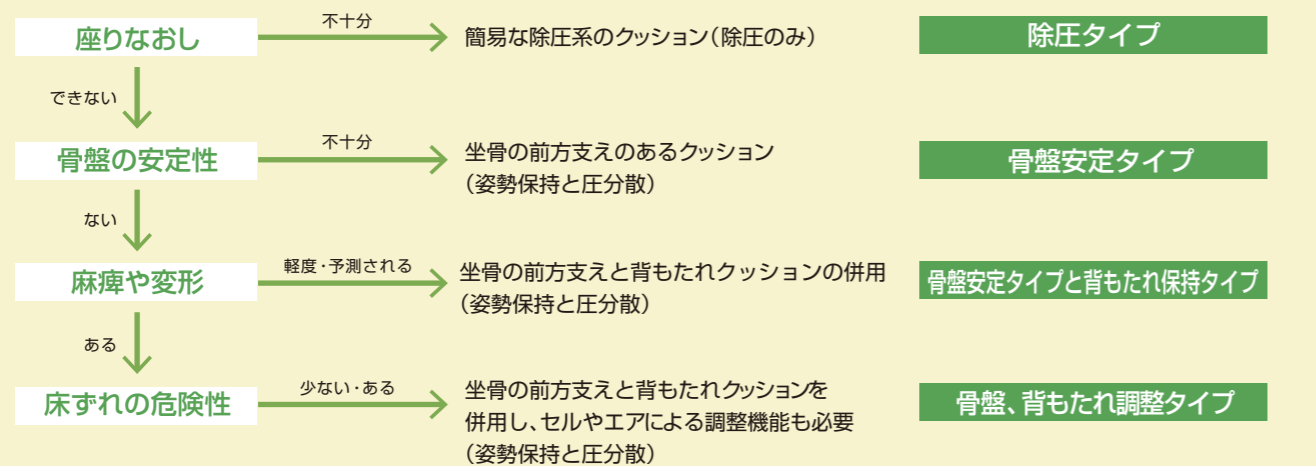 座りなおし
不十分
簡易な除圧系のクッション（除圧のみ）
除圧タイプ
できない
骨盤の安定性
不十分
坐骨の前方支えのあるクッション
（姿勢保持と圧分散）
骨盤安定タイプ
ない
麻痺や変形
軽度・予測される
坐骨の前方支えと背もたれクッションの併用
（姿勢保持と圧分散）
骨盤安定タイプと背もたれ保持タイプ
ある
床ずれの危険性
少ない・ある
坐骨の前方支えと背もたれクッションを
併用し、セルやエアによる調整機能も必要
（姿勢保持と圧分散）
骨盤、背もたれ調整タイプ